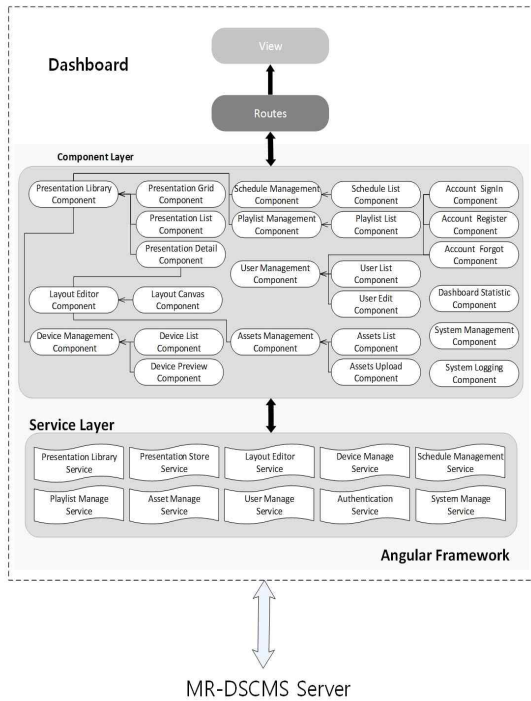 Dashboard
View
Routes
Component Layer
Presentation Library
Component
Presentation Grid
Component
Schedule Management
Component
Schedule List
Component
Account SignIn
Component
Presentation List
Component
Playlist Management
Component
Playlist List
Component
Account Register
Component
Presentation Detail
Component
Account Forgot
Component
User Management
Component
User List
Component
Layout Editor
Component
Layout Canvas
Component
User Edit
Component
Dashboard Statistic
Component
Device Management
Component
Device List
Component
Assets Management
Component
Assets List
Component
System Management
Component
Device Preview
Component
Assets Upload
Component
System Logging
Component
Service Layer
Presentation Library
Service
Presentation Store
Service
Layout Editor
Service
Device Manage
Service
Schedule Management
Service
Playlist Manage
Service
Asset Manage
Service
User Manage
Service
Authentication
Service
System Manage
Service
Angular Framework
MR-DSCMS Server